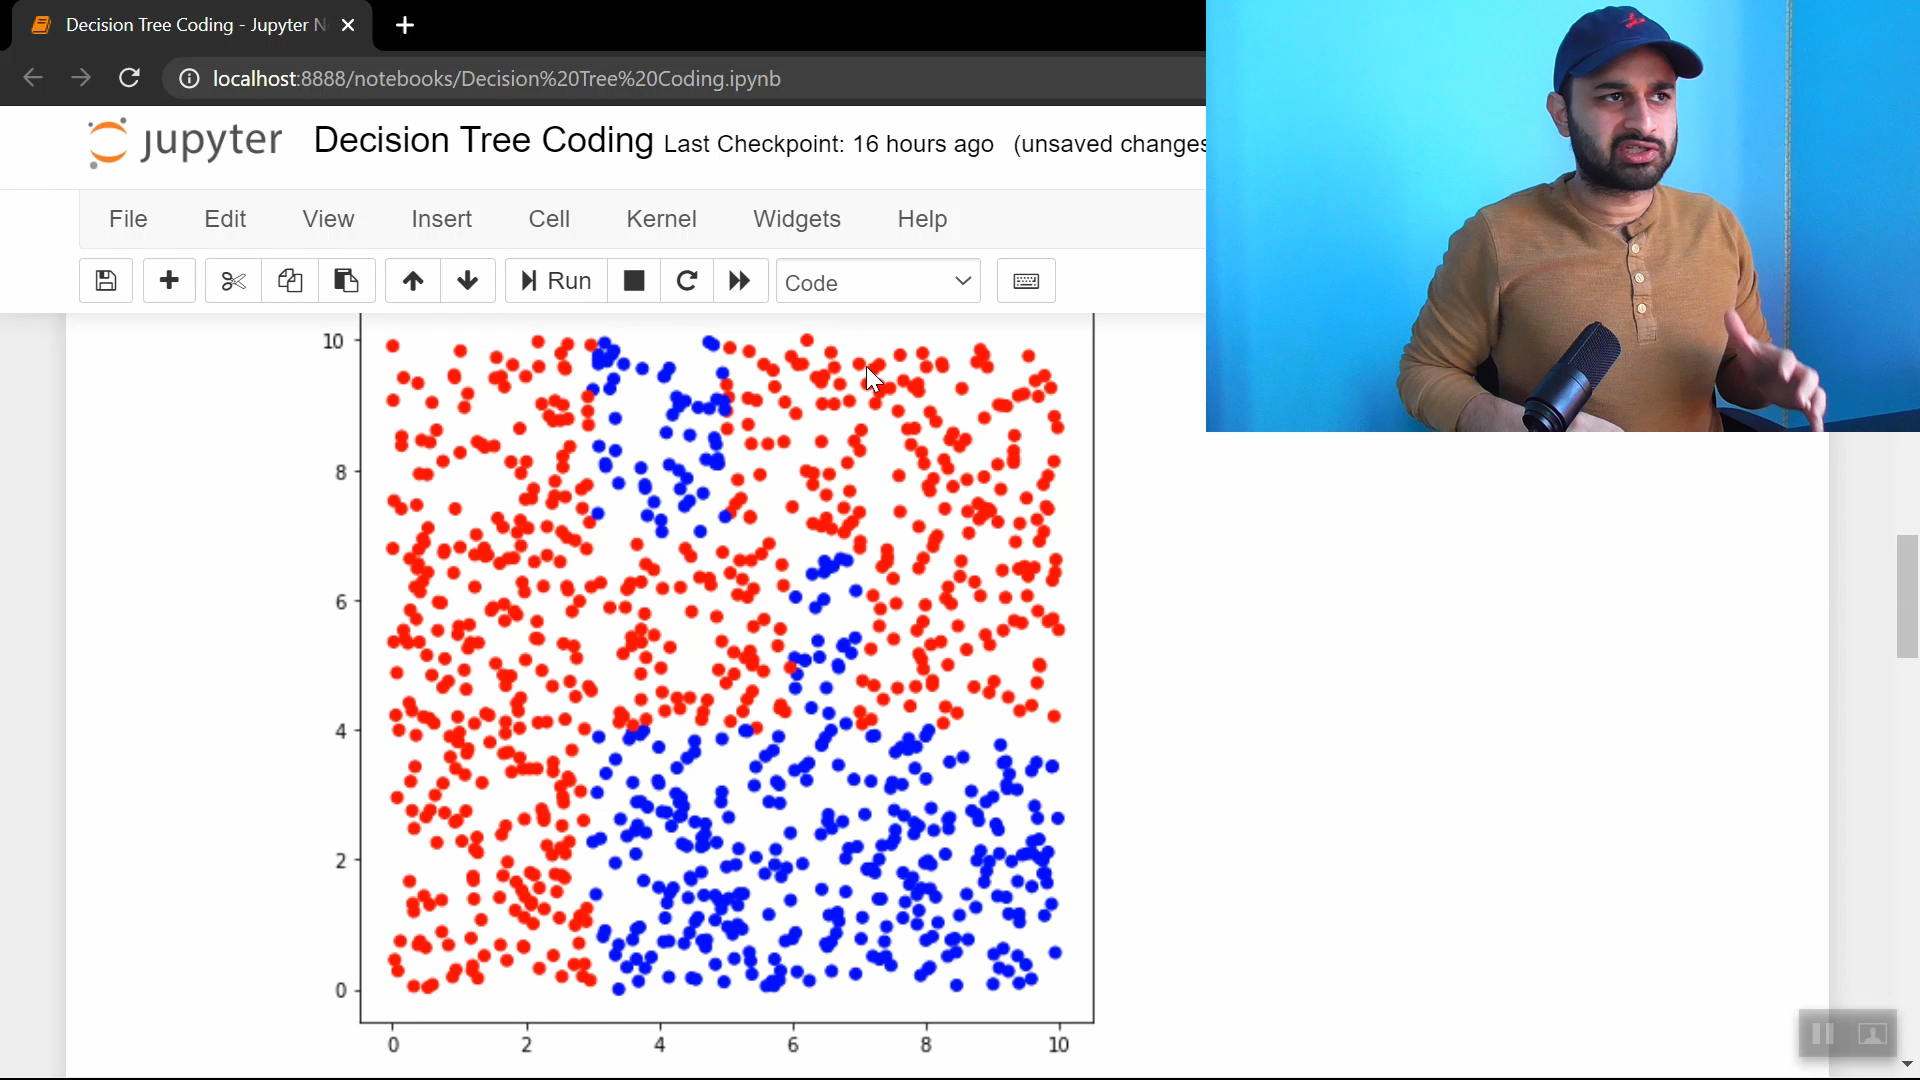 Decision Tree Coding - Jupyter N
localhost:8888/notebooks/Decision%20Tree%20Coding.ipynb
jupyter Decision Tree Coding Last Checkpoint: 16 hours ago (unsaved changes
File Edit View Insert Cell Kernel Widgets Help
Run Code
10
8
6
4
2
0
0 2 4 6 8 10